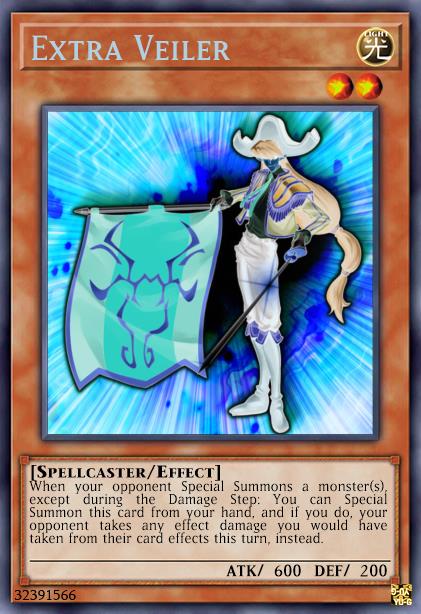 EXTRA VEILER
LIGHT
光
[SPELLCASTER/EFFECT]
When your opponent Special Summons a monster(s),
except during the Damage Step: You can Special
Summon this card from your hand, and if you do, your
opponent takes any effect damage you would have
taken from their card effects this turn, instead.
ATK/ 600 DEF/ 200
32391566